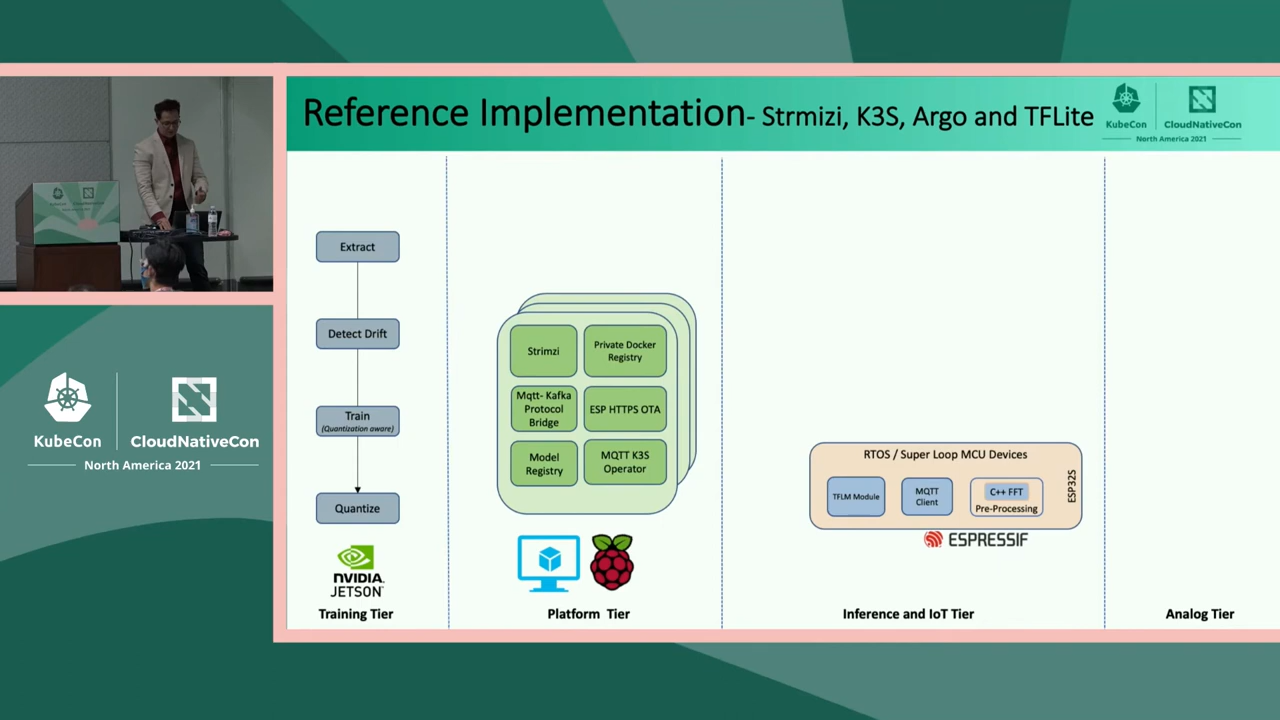 Reference Implementation- Strmizi, K3S, Argo and TFLite
KubeCon
CloudNativeCon
North America 2021
Extract
Detect Drift
Train
(Quantization aware)
Quantize
NVIDIA.
JETSON
Training Tier
Strimzi
Private Docker
Registry
Mqtt- Kafka
Protocol
Bridge
ESP HTTPS OTA
Model
Registry
MQTT K3S
Operator
Platform Tier
RTOS / Super Loop MCU Devices
TFLM Module
MQTT
Client
C++ FFT
Pre-Processing
ESP32S
ESPRESSIF
Inference and IoT Tier
Analog Tier
KubeCon
CloudNativeCon
North America 2021